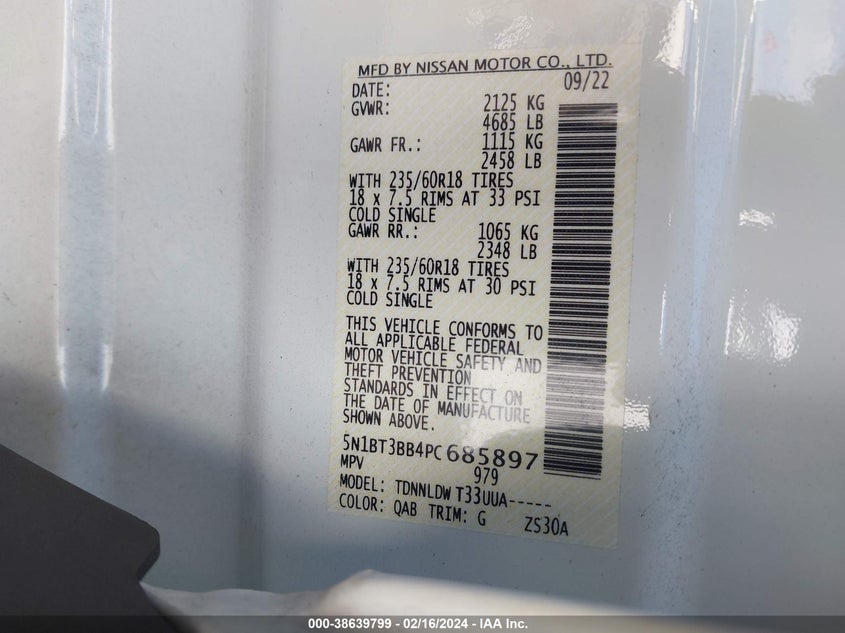 MFD BY NISSAN MOTOR CO., LTD.
DATE: 09/22
GVWR: 2125 KG
4685 LB
GAWR FR.: 1115 KG
2458 LB
WITH 235/60R18 TIRES
18 x 7.5 RIMS AT 33 PSI
COLD SINGLE
GAWR RR.: 1065 KG
2348 LB
WITH 235/60R18 TIRES
18 x 7.5 RIMS AT 30 PSI
COLD SINGLE
THIS VEHICLE CONFORMS TO
ALL APPLICABLE FEDERAL
MOTOR VEHICLE SAFETY AND
THEFT PREVENTION
STANDARDS IN EFFECT ON
THE DATE OF MANUFACTURE
SHOWN ABOVE.
5N1BT3BB4PC685897
MPV 979
MODEL: TDNNLDW T33UUA-----
COLOR: QAB TRIM: G ZS30A
000-38639799 - 02/16/2024 - IAA Inc.